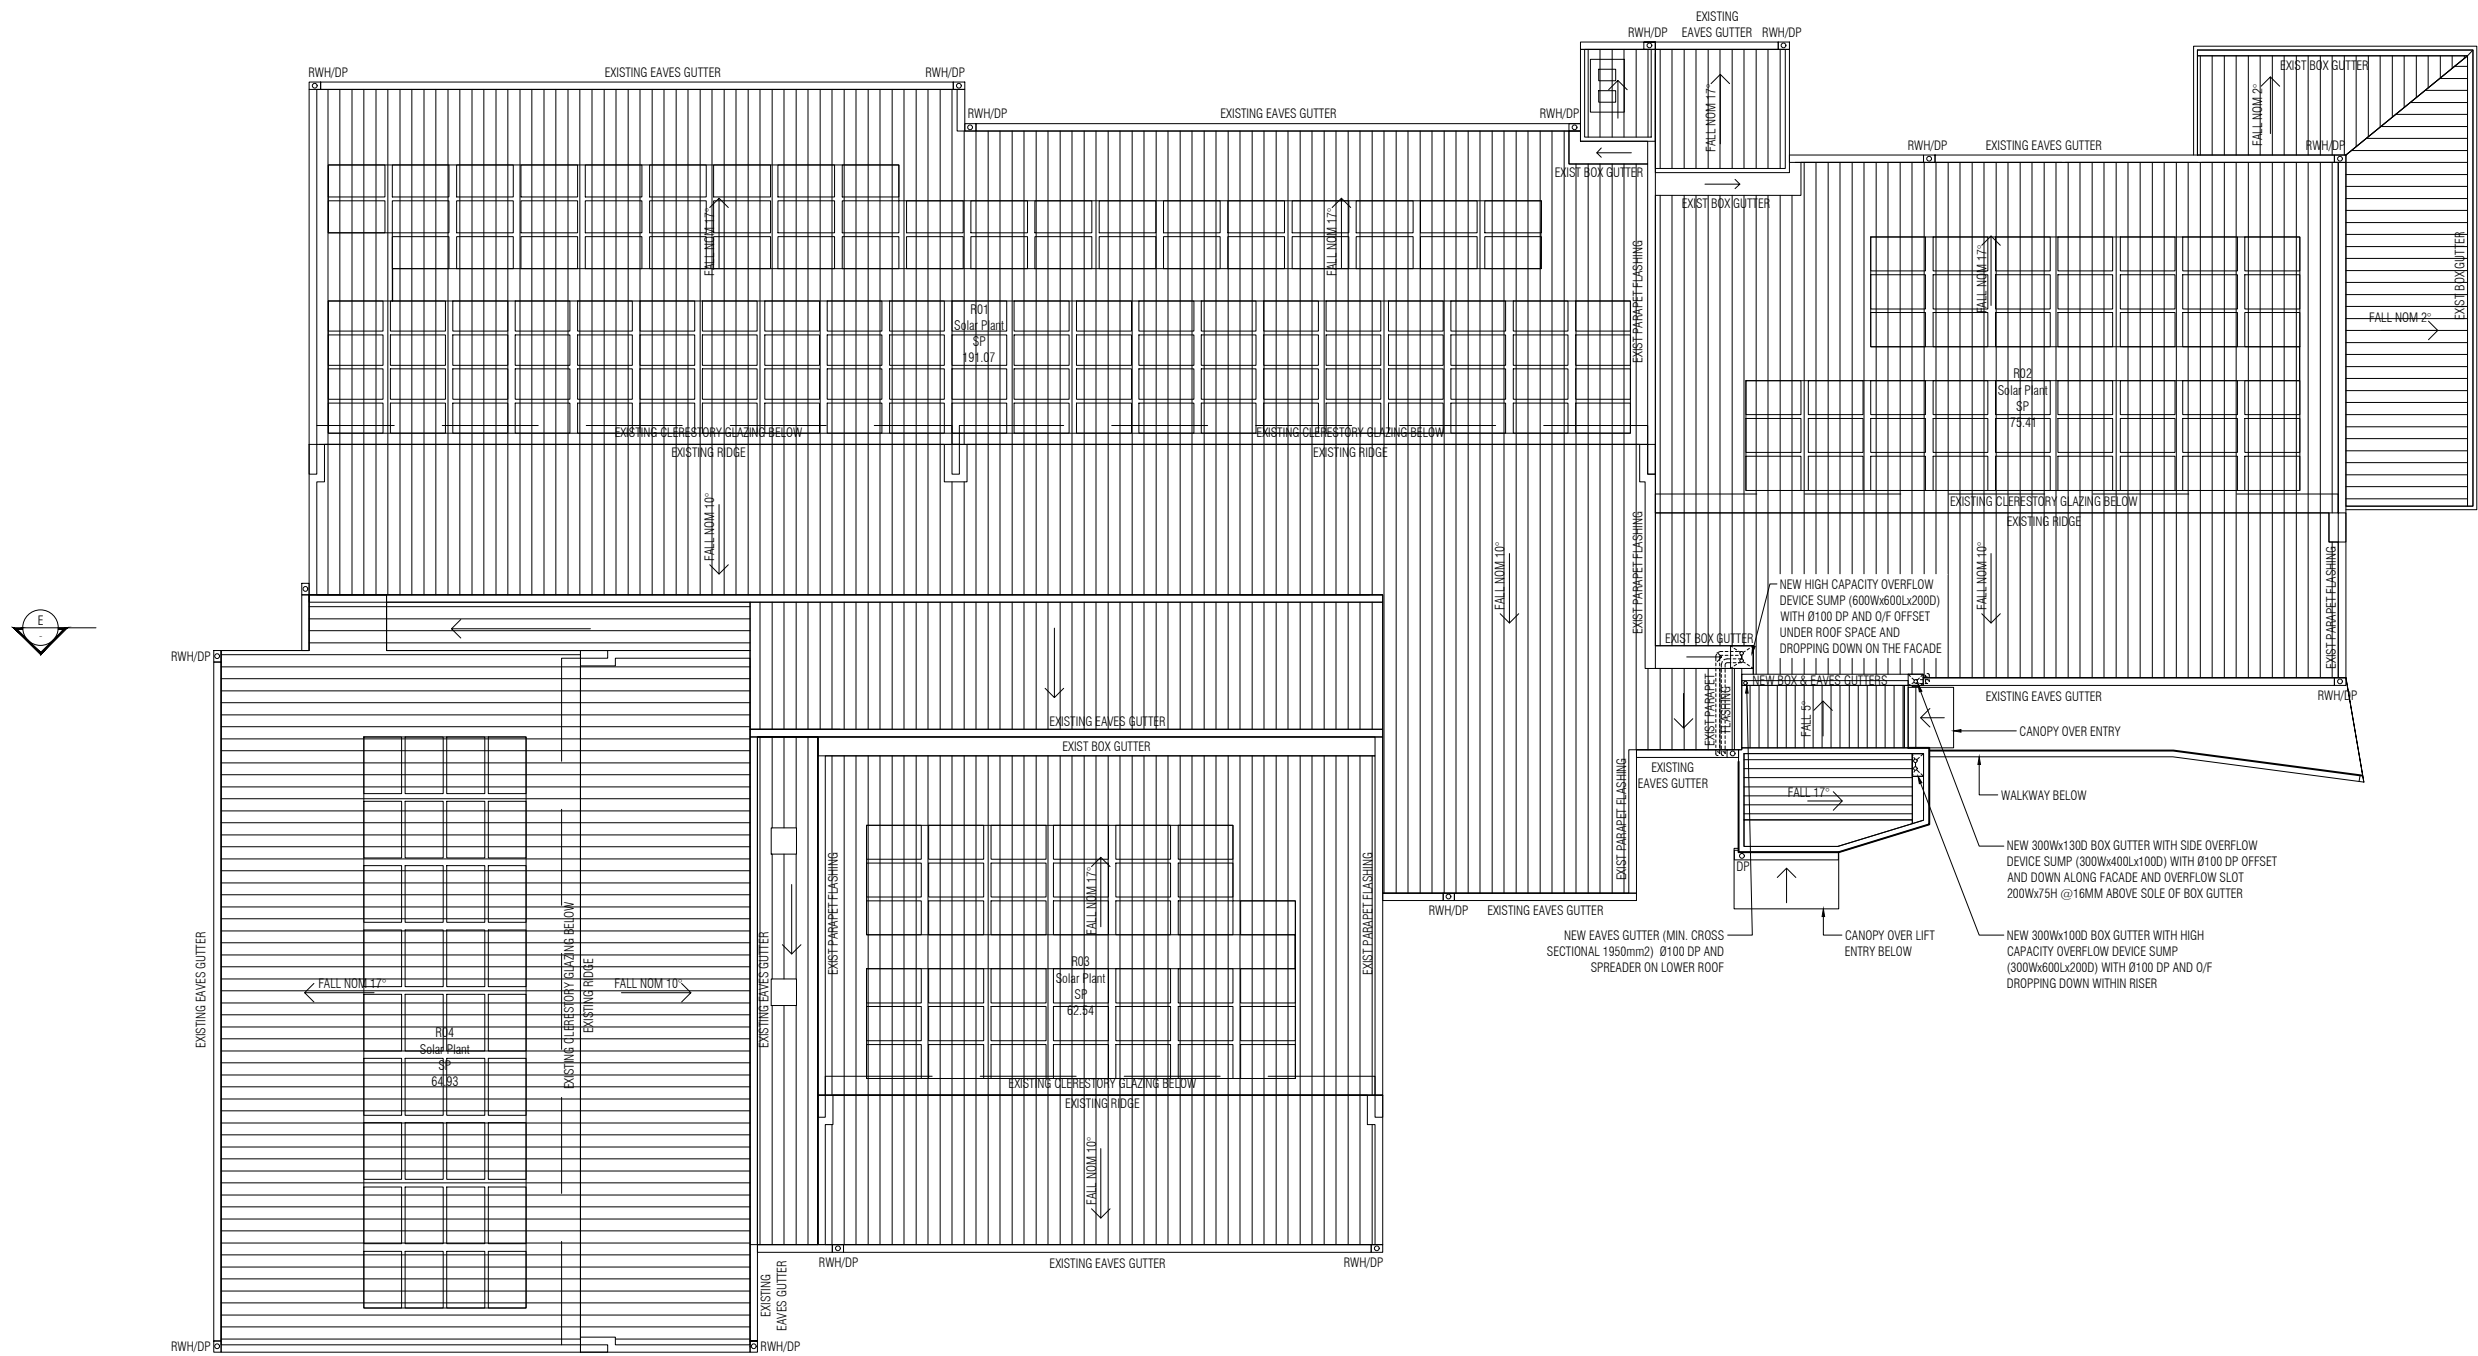 EXISTING
EAVES GUTTER
RWH/DP
RWH/DP
RWH/DP
EXISTING EAVES GUTTER
RWH/DP
RWH/DP
EXISTING EAVES GUTTER
RWH/DP
EXIST BOX GUTTER
FALL NOM 17°
EXIST BOX GUTTER
FALL NOM 2°
RWH/DP
EXISTING EAVES GUTTER
RWH/DP
EXIST BOX GUTTER
EXIST BOX GUTTER
FALL NOM 2°
FALL NOM 17°
FALL NOM 17°
EXIST PARAPET FLASHING
FALL NOM 17°
EXIST BOX GUTTER
R01
Solar Plant
SP
191.07
R02
Solar Plant
SP
75.41
EXISTING CLERESTORY GLAZING BELOW
EXISTING RIDGE
EXISTING CLERESTORY GLAZING BELOW
EXISTING RIDGE
EXISTING CLERESTORY GLAZING BELOW
EXISTING RIDGE
FALL NOM 10°
FALL NOM 10°
EXIST PARAPET FLASHING
FALL NOM 10°
EXIST PARAPET FLASHING
NEW HIGH CAPACITY OVERFLOW
DEVICE SUMP (600Wx600Lx200D)
WITH Ø100 DP AND O/F OFFSET
UNDER ROOF SPACE AND
DROPPING DOWN ON THE FACADE
E
-
EXIST BOX GUTTER
RWH/DP
NEW BOX & EAVES GUTTERS
EXISTING EAVES GUTTER
RWH/DP
EXIST PARAPET
FLASHING
FALL 5°
EXISTING EAVES GUTTER
EXIST BOX GUTTER
CANOPY OVER ENTRY
EXISTING
EAVES GUTTER
EXIST PARAPET FLASHING
FALL 17°
WALKWAY BELOW
NEW 300Wx130D BOX GUTTER WITH SIDE OVERFLOW
DEVICE SUMP (300Wx400Lx100D) WITH Ø100 DP OFFSET
AND DOWN ALONG FACADE AND OVERFLOW SLOT
200Wx75H @16MM ABOVE SOLE OF BOX GUTTER
DP
RWH/DP
EXISTING EAVES GUTTER
NEW EAVES GUTTER (MIN. CROSS
SECTIONAL 1950mm2) Ø100 DP AND
SPREADER ON LOWER ROOF
CANOPY OVER LIFT
ENTRY BELOW
NEW 300Wx100D BOX GUTTER WITH HIGH
CAPACITY OVERFLOW DEVICE SUMP
(300Wx600Lx200D) WITH Ø100 DP AND O/F
DROPPING DOWN WITHIN RISER
EXISTING EAVES GUTTER
FALL NOM 17°
EXISTING CLERESTORY GLAZING BELOW
EXISTING RIDGE
FALL NOM 10°
EXISTING EAVES GUTTER
EXIST PARAPET FLASHING
FALL NOM 17°
EXIST PARAPET FLASHING
R03
Solar Plant
SP
62.54
R04
Solar Plant
SP
64.93
EXISTING CLERESTORY GLAZING BELOW
EXISTING RIDGE
FALL NOM 10°
RWH/DP
EXISTING EAVES GUTTER
RWH/DP
EXISTING
EAVES GUTTER
RWH/DP
RWH/DP